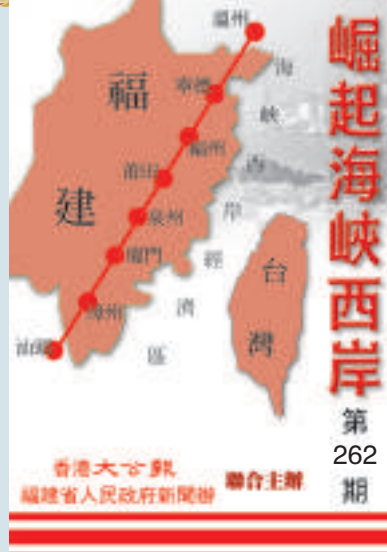 崛起海峽西岸
第
262
期
溫州
寧德
福州
莆田
泉州
廈門
漳州
汕頭
福建
海峽西岸經濟區
台灣
香港大公報
福建省人民政府新聞辦
聯合主辦